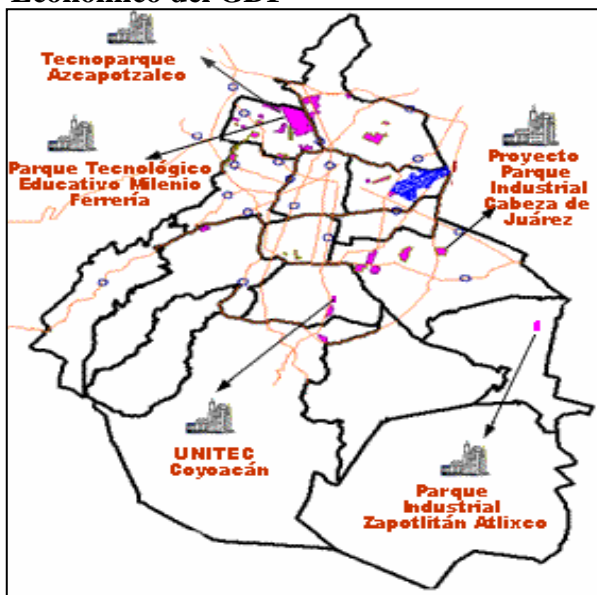 Económico del GDF
Tecnoparque
Azcapotzalco
Parque Tecnológico
Educativo Milenio
Ferrería
Proyecto
Parque
Industrial
Cabeza de
Juárez
UNITEC
Coyoacán
Parque
Industrial
Zapotlitán Atlixco